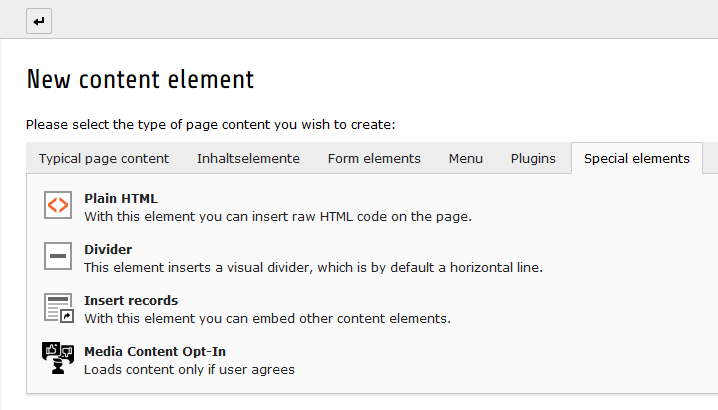 New content element
Please select the type of page content you wish to create:
Typical page content Inhaltselemente Form elements Menu Plugins Special elements
Plain HTML
With this element you can insert raw HTML code on the page.
Divider
This element inserts a visual divider, which is by default a horizontal line.
Insert records
With this element you can embed other content elements.
Media Content Opt-In
Loads content only if user agrees